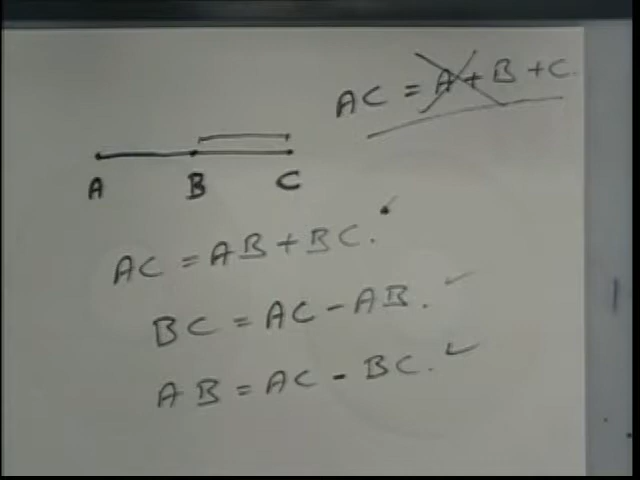 AC = A + B + C.
A B C
AC = AB + BC.
BC = AC - AB.
AB = AC - BC.